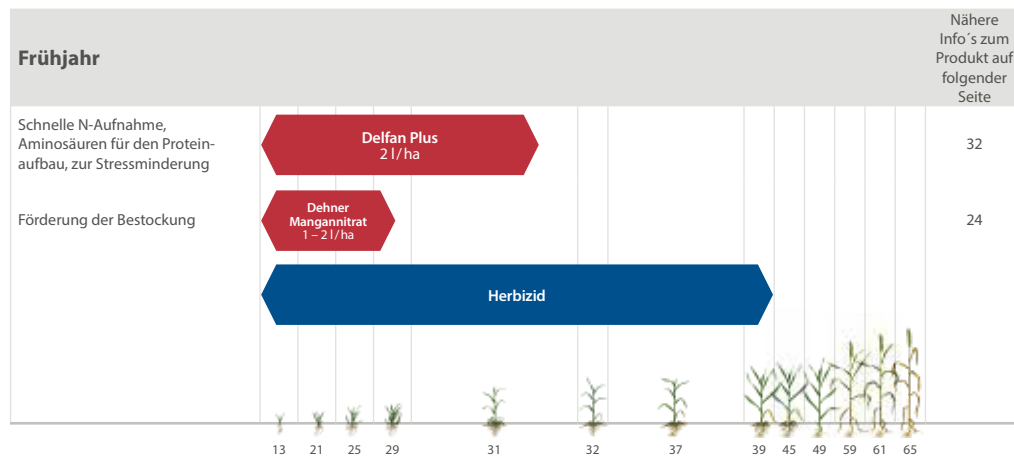 Frühjahr
Nähere
Info´s zum
Produkt auf
folgender
Seite
Schnelle N-Aufnahme,
Aminosäuren für den Protein-
aufbau, zur Stressminderung
Delfan Plus
2 l/ha
32
Förderung der Bestockung
Dehner
Mangannitrat
1 – 2 l/ha
24
Herbizid
13 21 25 29 31 32 37 39 45 49 59 61 65